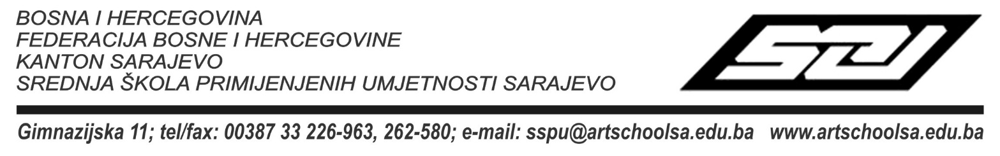 BOSNA I HERCEGOVINA
FEDERACIJA BOSNE I HERCEGOVINE
KANTON SARAJEVO
SREDNJA ŠKOLA PRIMIJENJENIH UMJETNOSTI SARAJEVO
Gimnazijska 11; tel/fax: 00387 33 226-963, 262-580; e-mail: sspu@artschoolsa.edu.ba www.artschoolsa.edu.ba